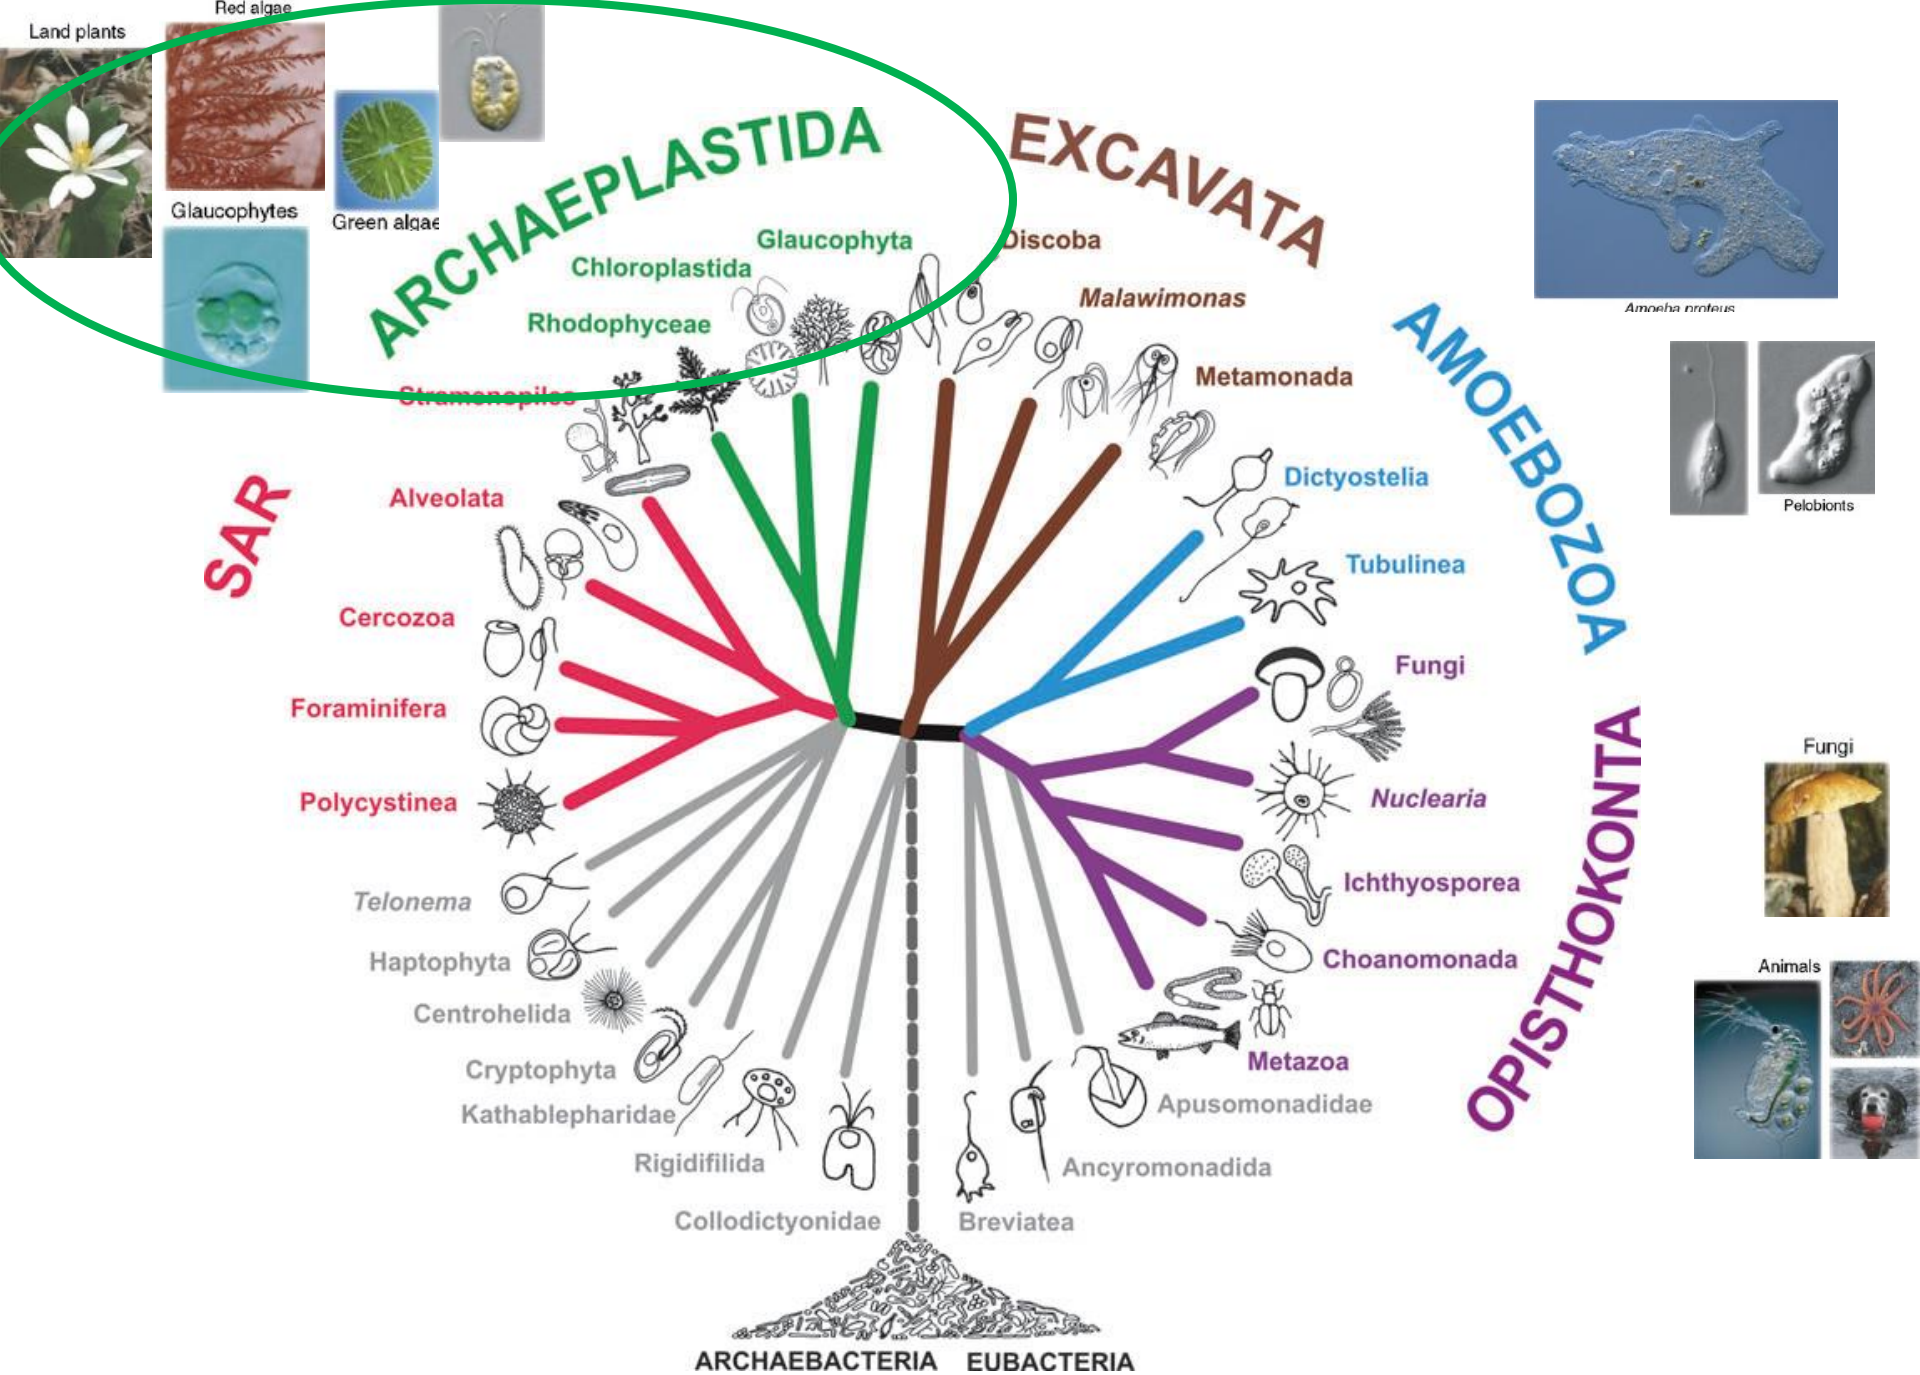 Red algae
Land plants
Glaucophytes
Green algae
ARCHAEPLASTIDA
EXCAVATA
AMOEBOZOA
OPISTHOKONTA
SAR
Glaucophyta
Chloroplastida
Rhodophyceae
Discoba
Malawimonas
Metamonada
Dictyostelia
Tubulinea
Fungi
Nuclearia
Ichthyosporea
Choanomonada
Metazoa
Apusomonadidae
Ancyromonadida
Breviatea
Collodictyonidae
Rigidifilida
Kathablepharidae
Cryptophyta
Centrohelida
Haptophyta
Telonema
Polycystinea
Foraminifera
Cercozoa
Alveolata
Stramenopiles
Amoeba proteus
Pelobionts
Fungi
Animals
ARCHAEBACTERIA EUBACTERIA